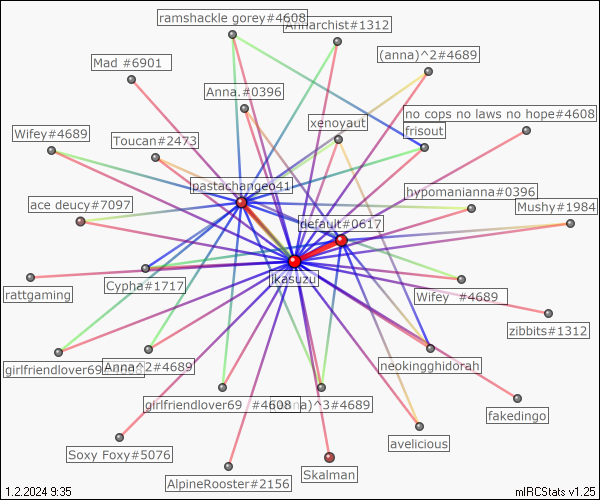 ramshackle gorey#4608
Annarchist#1312
(anna)^2#4689
Mad #6901
Anna.#0396
no cops no laws no hope#4608
xenoyaut
frisout
Wifey#4689
Toucan#2473
pastachangeo41
hypomanianna#0396
ace deucy#7097
Mushy#1984
default#0617
ikasuzu
Cypha#1717
rattgaming
Wifey #4689
zibbits#1312
girlfriendlover69
Anna^2#4689
neokingghidorah
girlfriendlover69 #4608
)^3#4689
fakedingo
avelicious
Soxy Foxy#5076
Skalman
AlpineRooster#2156
1.2.2024 9:35
mIRCStats v1.25